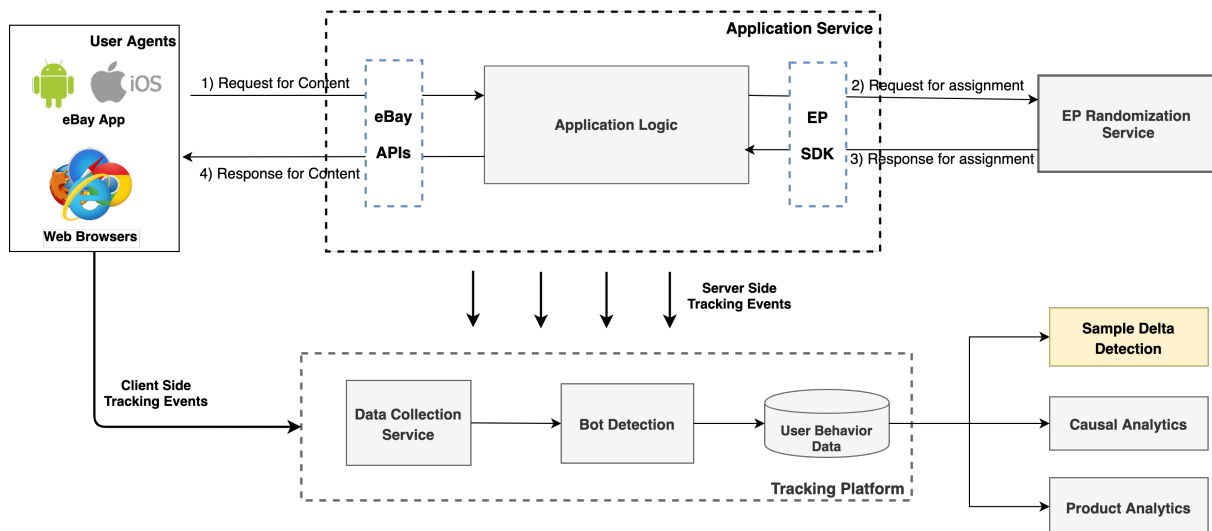 User Agents
iOS
eBay App
Web Browsers
1) Request for Content
4) Response for Content
Application Service
eBay
APIs
Application Logic
EP
SDK
2) Request for assignment
3) Response for assignment
EP Randomization
Service
Server Side
Tracking Events
Client Side
Tracking Events
Data Collection
Service
Bot Detection
User Behavior
Data
Tracking Platform
Sample Delta
Detection
Causal Analytics
Product Analytics